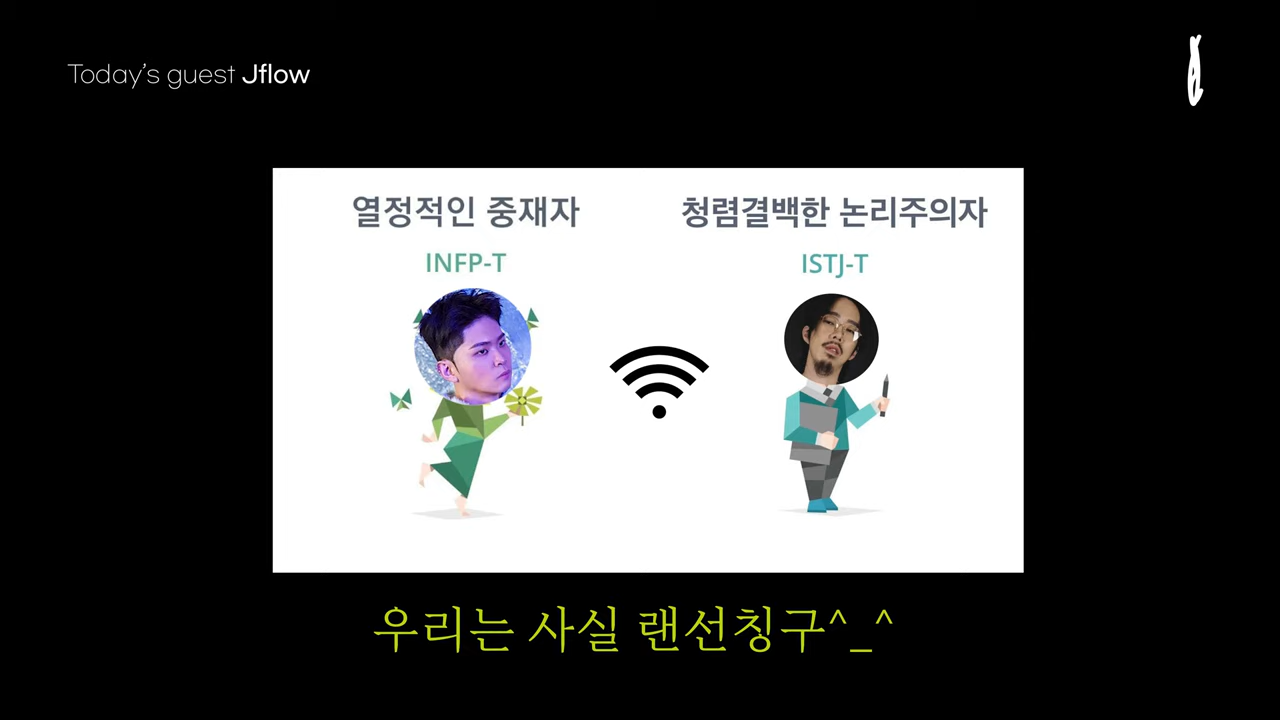 Today's guest Jflow
열정적인 중재자
INFP-T
청렴결백한 논리주의자
ISTJ-T
우리는 사실 랜선칭구^_^